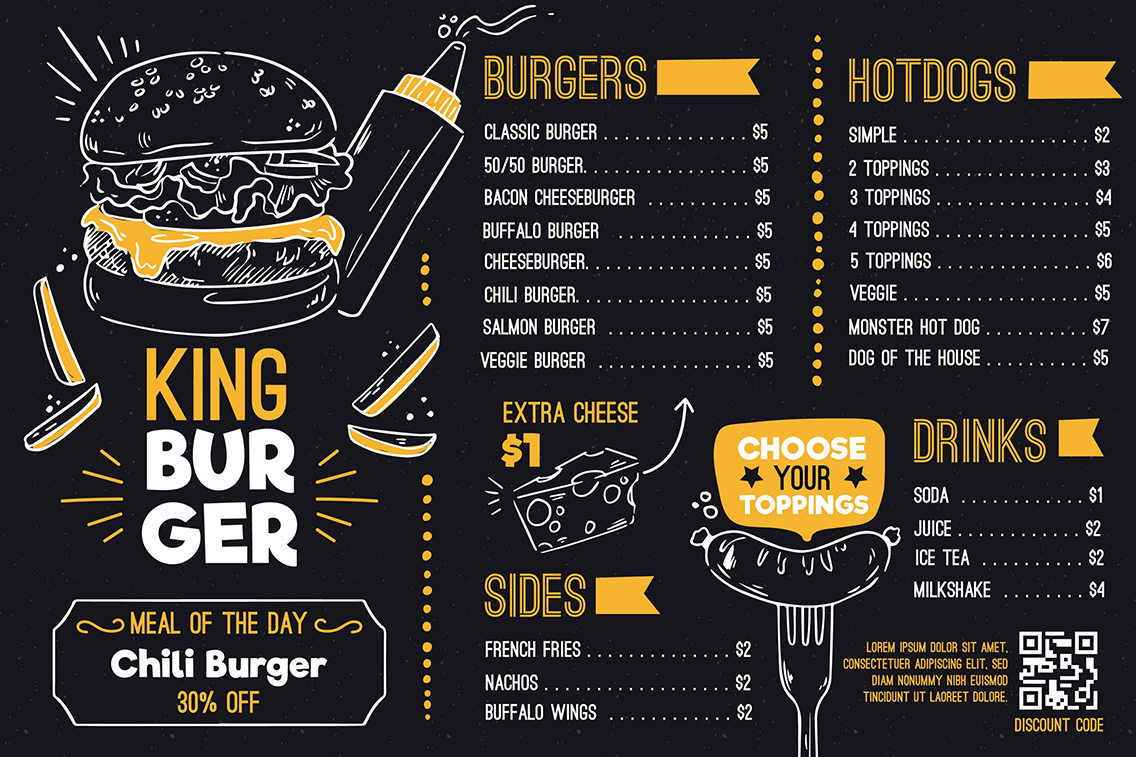 KING
BUR
GER
MEAL OF THE DAY
Chili Burger
30% OFF
BURGERS
CLASSIC BURGER . . . . . . . . . . . . . . . . $5
50/50 BURGER. . . . . . . . . . . . . . . . . . $5
BACON CHEESEBURGER . . . . . . . . . . . $5
BUFFALO BURGER . . . . . . . . . . . . . . . $5
CHEESEBURGER. . . . . . . . . . . . . . . . . . $5
CHILI BURGER. . . . . . . . . . . . . . . . . . . $5
SALMON BURGER . . . . . . . . . . . . . . . $5
VEGGIE BURGER . . . . . . . . . . . . . . . . $5
EXTRA CHEESE
$1
SIDES
FRENCH FRIES . . . . . . . . . . . . . . . $2
NACHOS . . . . . . . . . . . . . . . . . . . . $2
BUFFALO WINGS . . . . . . . . . . . . . $2
HOTDOGS
SIMPLE . . . . . . . . . . . . . . . . . . . . $2
2 TOPPINGS . . . . . . . . . . . . . . . . . $3
3 TOPPINGS . . . . . . . . . . . . . . . . . $4
4 TOPPINGS . . . . . . . . . . . . . . . . . $5
5 TOPPINGS . . . . . . . . . . . . . . . . . $6
VEGGIE . . . . . . . . . . . . . . . . . . . . $5
MONSTER HOT DOG . . . . . . . . . . . $7
DOG OF THE HOUSE . . . . . . . . . . . $5
CHOOSE
YOUR
TOPPINGS
DRINKS
SODA . . . . . . . . . . . . . . $1
JUICE . . . . . . . . . . . . . . $2
ICE TEA . . . . . . . . . . . . . $2
MILKSHAKE . . . . . . . . . $4
LOREM IPSUM DOLOR SIT AMET,
CONSECTETUER ADIPISCING ELIT, SED
DIAM NONUMMY NIBH EUISMOD
TINCIDUNT UT LAOREET DOLORE.
DISCOUNT CODE